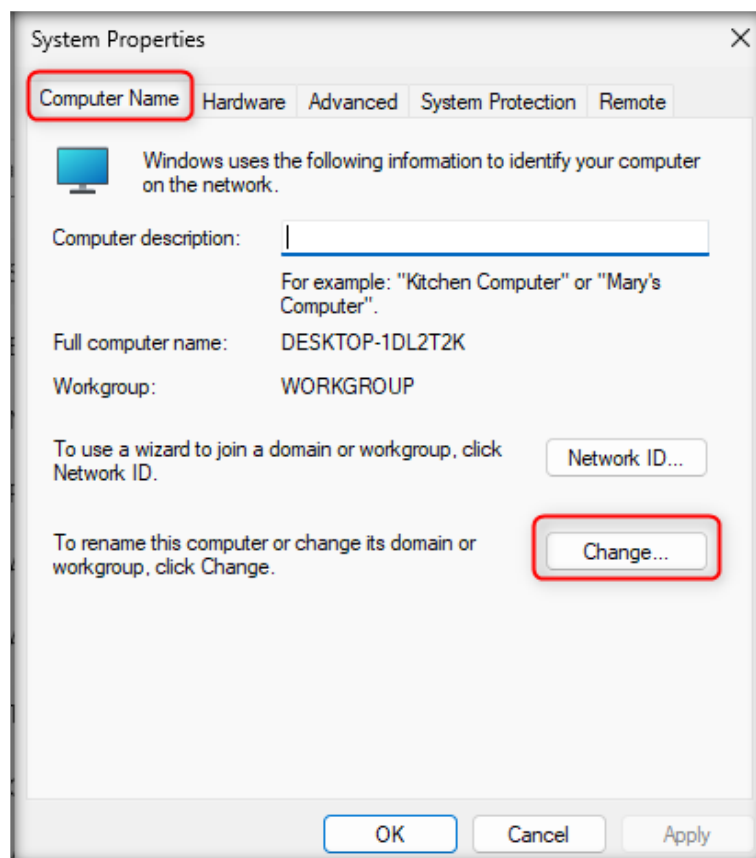 System Properties
Computer Name Hardware Advanced System Protection Remote
Windows uses the following information to identify your computer
on the network.
Computer description:
For example: "Kitchen Computer" or "Mary's
Computer".
Full computer name: DESKTOP-1DL2T2K
Workgroup: WORKGROUP
To use a wizard to join a domain or workgroup, click
Network ID.
Network ID...
To rename this computer or change its domain or
workgroup, click Change.
Change...
OK Cancel Apply